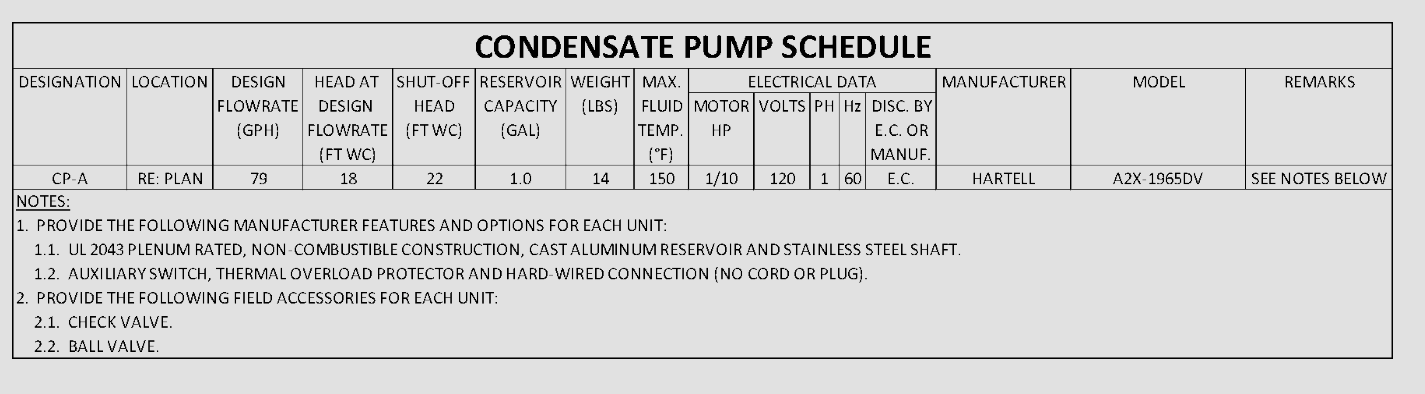 CONDENSATE PUMP SCHEDULE
DESIGNATION LOCATION DESIGN HEAD AT SHUT-OFF RESERVOIR WEIGHT MAX. ELECTRICAL DATA MANUFACTURER MODEL REMARKS
FLOWRATE DESIGN HEAD CAPACITY (LBS) FLUID MOTOR VOLTS PH Hz DISC. BY
(GPH) FLOWRATE (FT WC) (GAL) TEMP. HP E.C. OR
(FT WC) (°F) MANUF.
CP-A RE: PLAN 79 18 22 1.0 14 150 1/10 120 1 60 E.C. HARTELL A2X-1965DV SEE NOTES BELOW
NOTES:
1. PROVIDE THE FOLLOWING MANUFACTURER FEATURES AND OPTIONS FOR EACH UNIT:
1.1. UL 2043 PLENUM RATED, NON-COMBUSTIBLE CONSTRUCTION, CAST ALUMINUM RESERVOIR AND STAINLESS STEEL SHAFT.
1.2. AUXILIARY SWITCH, THERMAL OVERLOAD PROTECTOR AND HARD-WIRED CONNECTION (NO CORD OR PLUG).
2. PROVIDE THE FOLLOWING FIELD ACCESSORIES FOR EACH UNIT:
2.1. CHECK VALVE.
2.2. BALL VALVE.